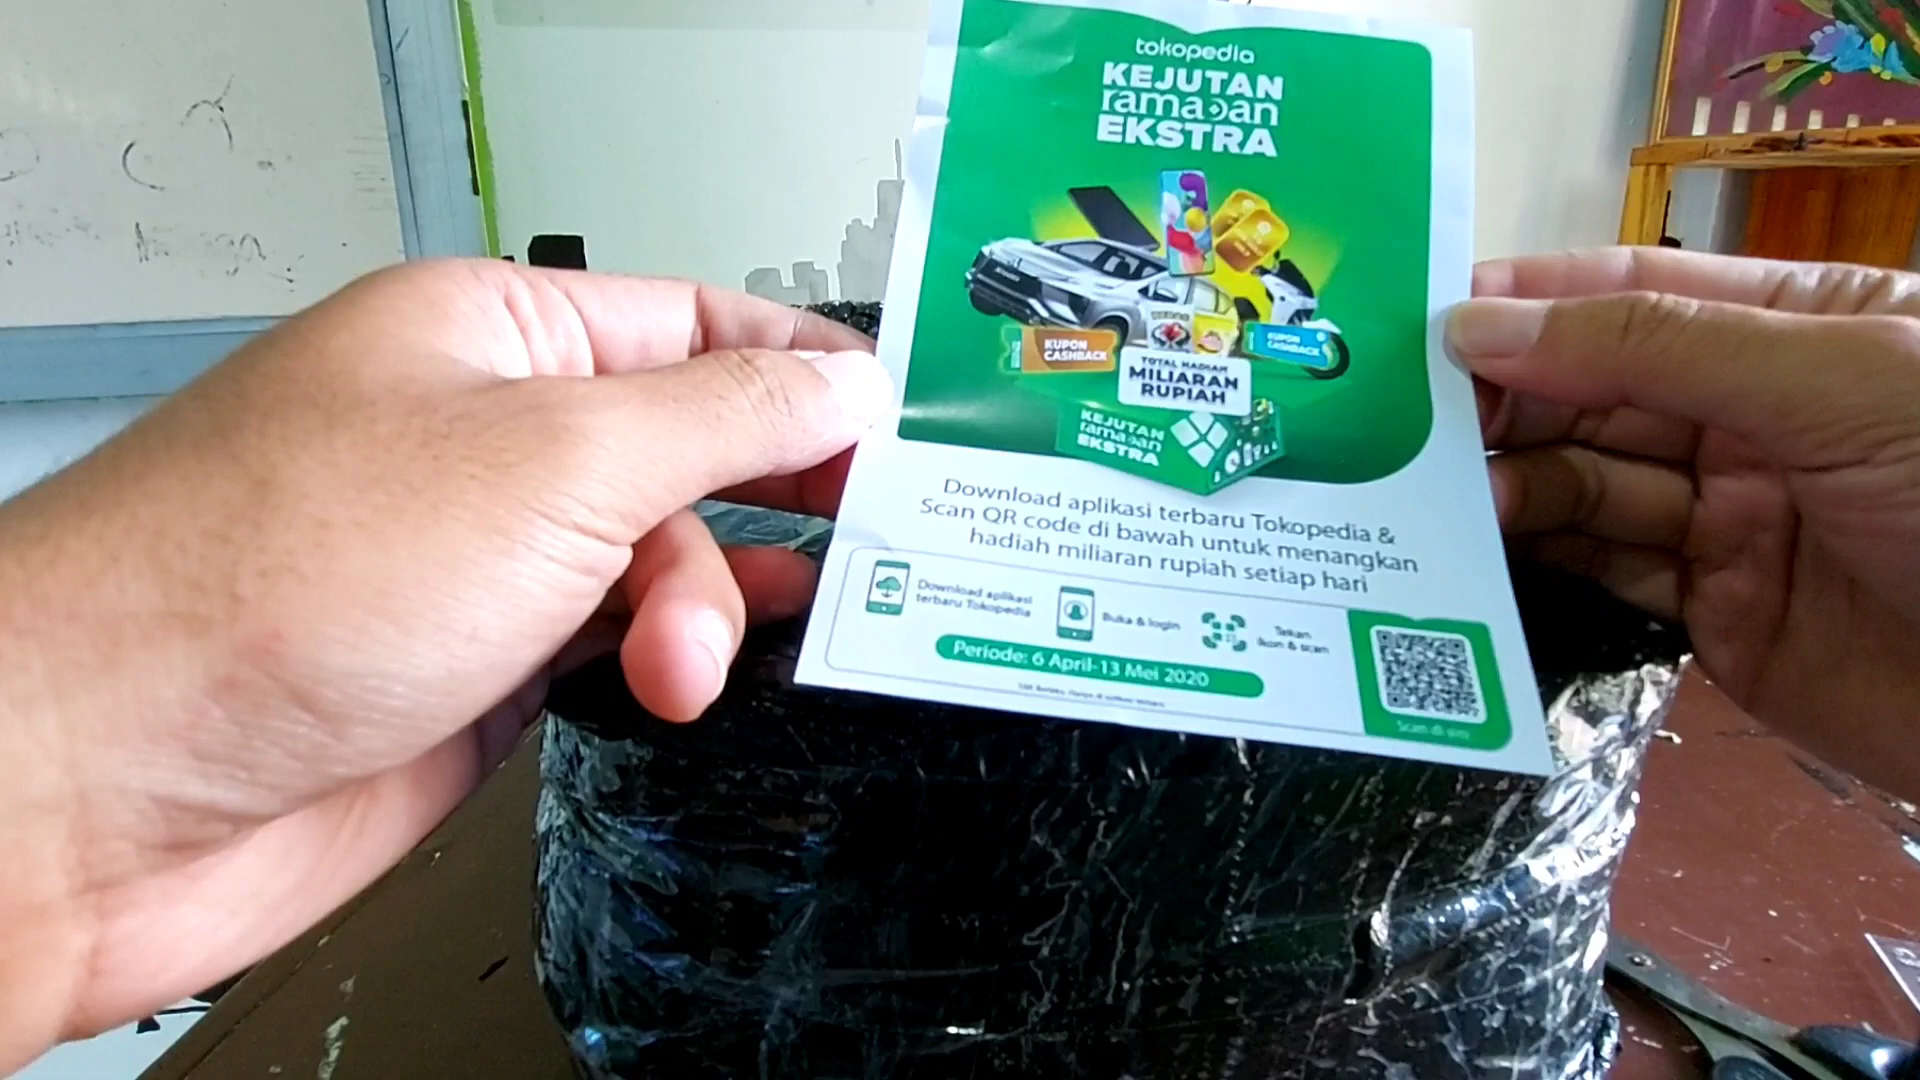 tokopedia
KEJUTAN
ramadan
EKSTRA
KUPON
CASHBACK
KUPON
CASHBACK
BERAS
TOTAL HADIAH
MILIARAN
RUPIAH
KEJUTAN
ramadan
EKSTRA
Download aplikasi terbaru Tokopedia &
Scan QR code di bawah untuk menangkan
hadiah miliaran rupiah setiap hari
Download aplikasi
terbaru Tokopedia
Buka & login
Tekan
ikon & scan
Periode: 6 April-13 Mei 2020
Scan di sini